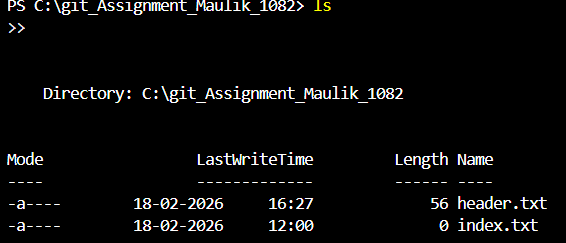 PS C:\git_Assignment_Maulik_1082> ls
>>
Directory: C:\git_Assignment_Maulik_1082
Mode LastWriteTime Length Name
---- ------------- ------ ----
-a---- 18-02-2026 16:27 56 header.txt
-a---- 18-02-2026 12:00 0 index.txt